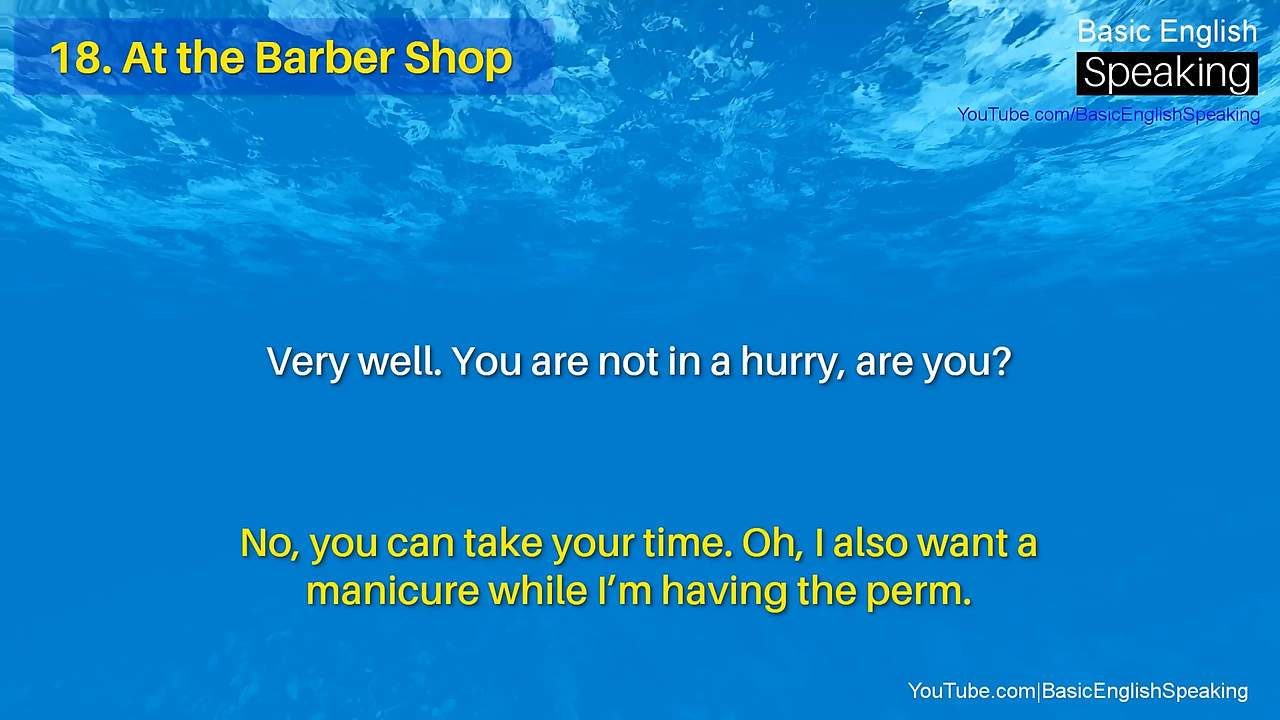 18. At the Barber Shop
Basic English
Speaking
YouTube.com/BasicEnglishSpeaking
Very well. You are not in a hurry, are you?
No, you can take your time. Oh, I also want a
manicure while I’m having the perm.
YouTube.com|BasicEnglishSpeaking